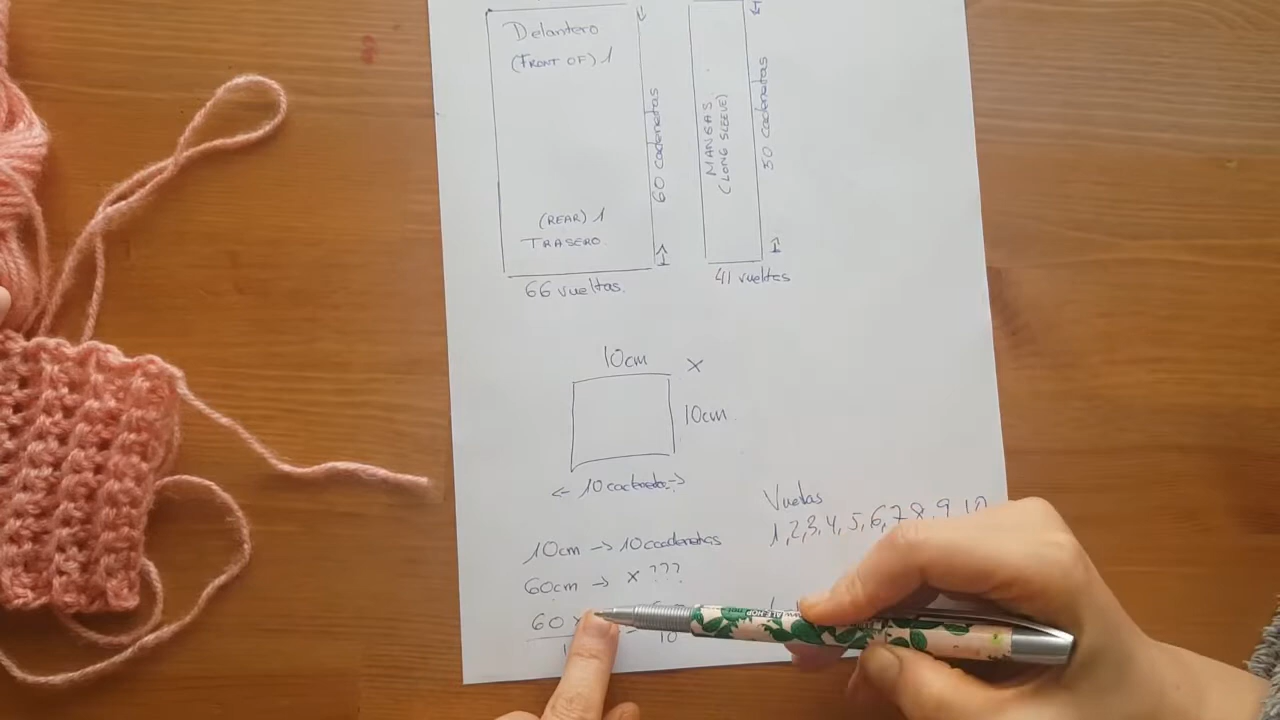 Delantero
(FRONT OF) 1
60 cadenetas
(REAR) 1
TRASERO.
66 vueltas.
MANGAS
(LONG SLEEVE)
50 cadenetas
41 vueltas
10cm x
10cm
10 cadenetas
Vueltas
1,2,3,4,5,6,7,8,9,10
10cm → 10 cadenetas
60cm → x ???
60
10